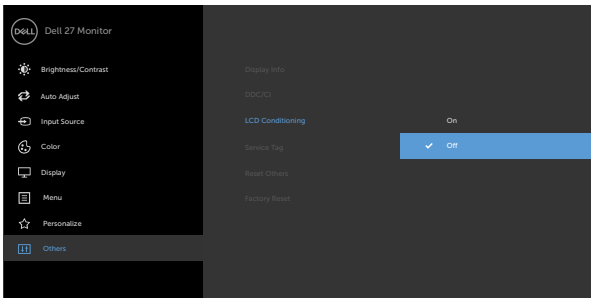 DELL
Dell 27 Monitor
Brightness/Contrast
Auto Adjust
Input Source
Color
Display
Menu
Personalize
Others
Display Info
DDC/CI
LCD Conditioning
Service Tag
Reset Others
Factory Reset
On
Off